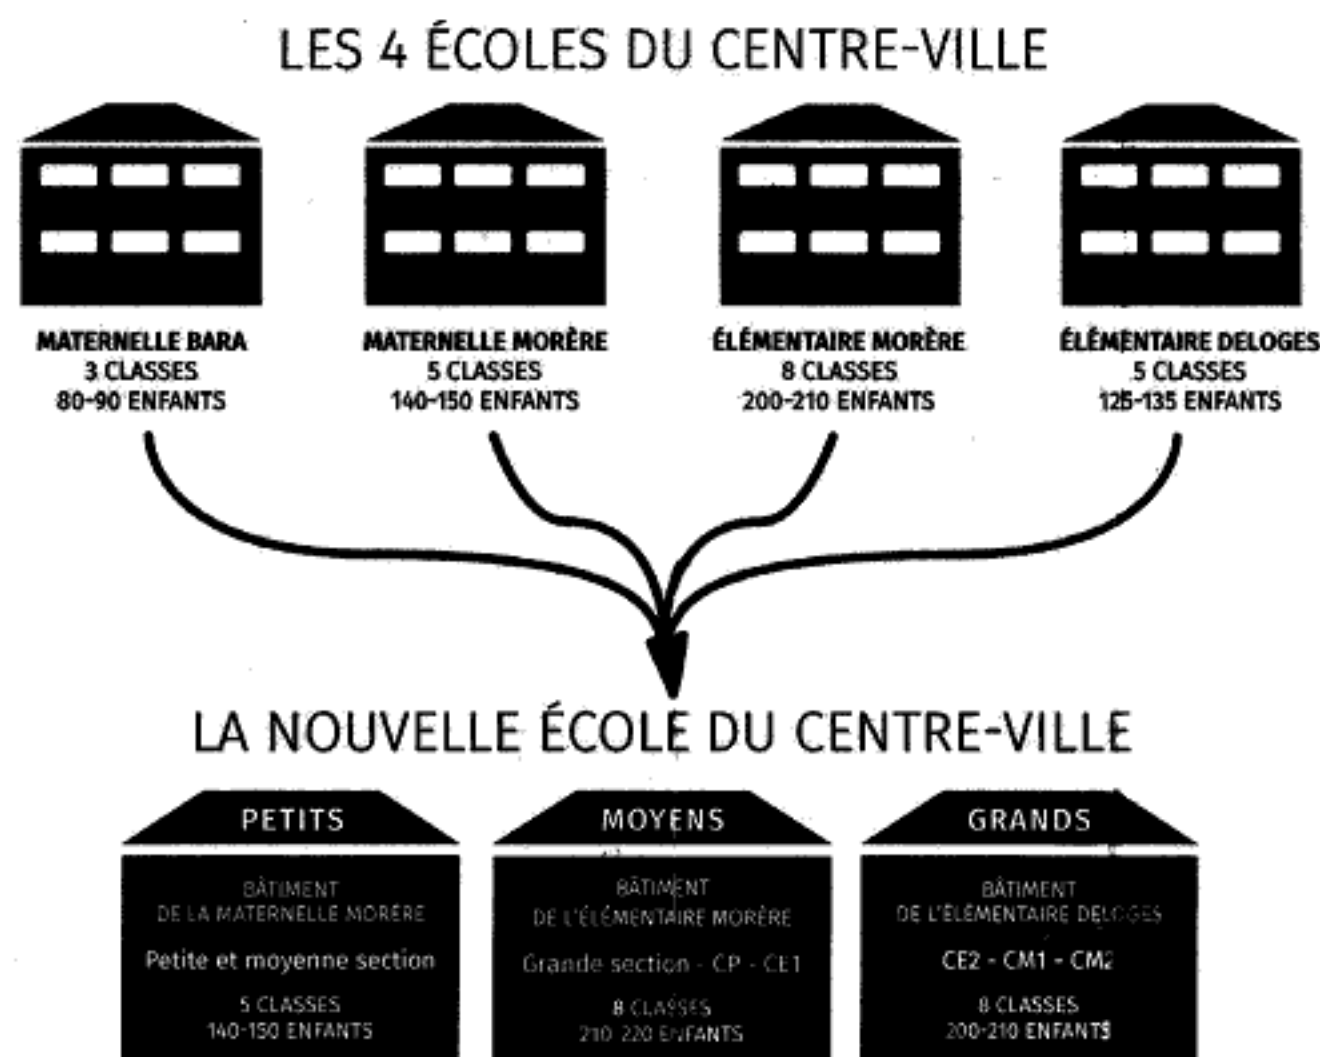 LES 4 ÉCOLES DU CENTRE-VILLE
MATERNELLE BARA
3 CLASSES
80-90 ENFANTS
MATERNELLE MORÈRE
5 CLASSES
140-150 ENFANTS
ÉLÉMENTAIRE MORÈRE
8 CLASSES
200-210 ENFANTS
ÉLÉMENTAIRE DELOGES
5 CLASSES
125-135 ENFANTS
LA NOUVELLE ÉCOLE DU CENTRE-VILLE
PETITS
BÂTIMENT
DE LA MATERNELLE MORÈRE
Petite et moyenne section
5 CLASSES
140-150 ENFANTS
MOYENS
BÂTIMENT
DE L'ÉLÉMENTAIRE MORÈRE
Grande section - CP - CE1
8 CLASSES
210-220 ENFANTS
GRANDS
BÂTIMENT
DE L'ÉLÉMENTAIRE DELOGES
CE2 - CM1 - CM2
8 CLASSES
200-210 ENFANTS